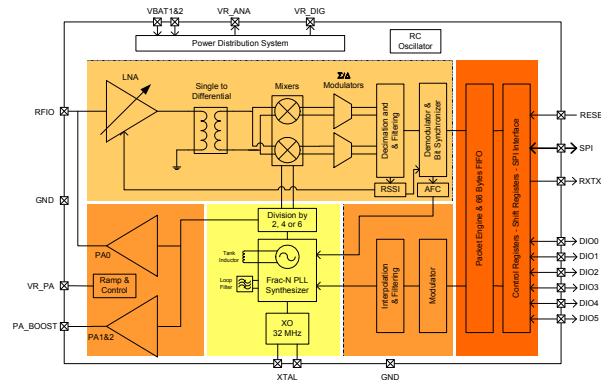 VBAT1&2
VR_ANA
VR_DIG
Power Distribution System
RC
Oscillator
LNA
Single to
Differential
Mixers
Σ/Δ
Modulators
RFIO
Decimation and
& Filtering
Demodulator &
Bit Synchronizer
RSSI
AFC
Packet Engine & 66 Bytes FIFO
Control Registers - Shift Registers - SPI Interface
RESE
SPI
RXTX
GND
Division by
2, 4 or 6
PA0
Tank
Inductor
Loop
Filter
Frac-N PLL
Synthesizer
Interpolation
& Filtering
Modulator
DIO0
DIO1
DIO2
DIO3
DIO4
DIO5
VR_PA
Ramp &
Control
PA_BOOST
PA1&2
XO
32 MHz
XTAL
GND